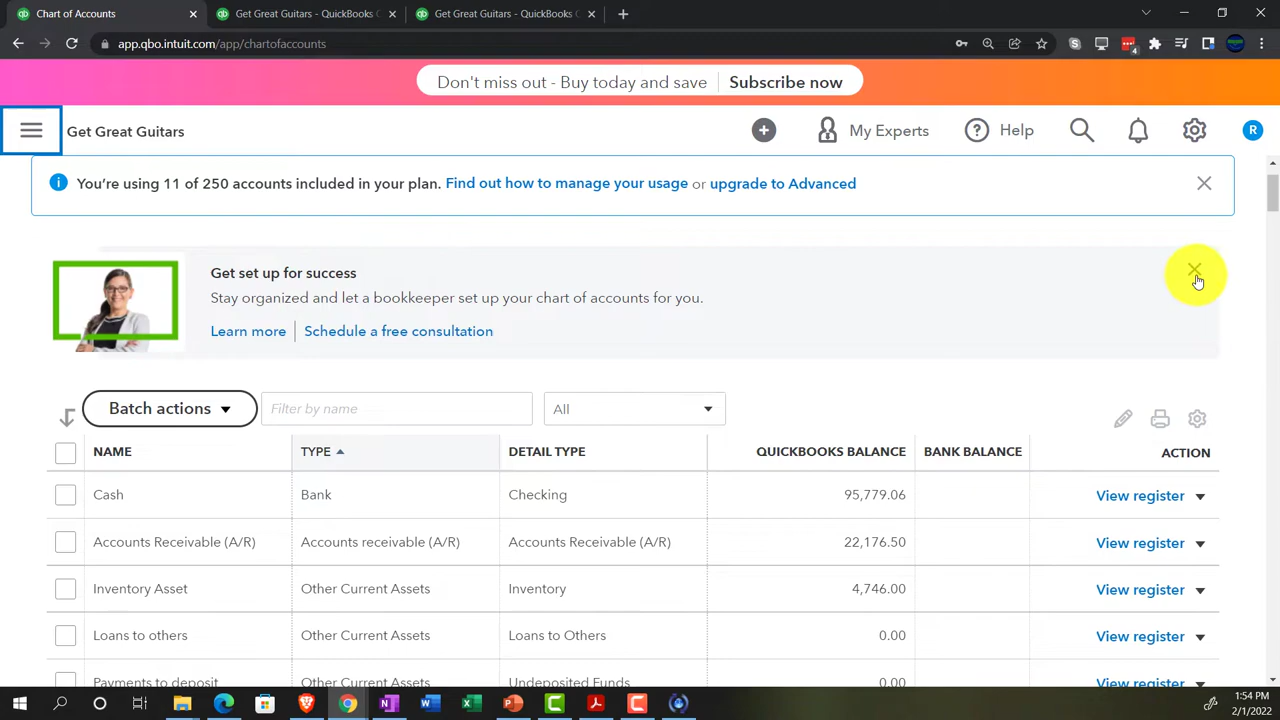 Chart of Accounts
Get Great Guitars - QuickBooks O
Get Great Guitars - QuickBooks O
app.qbo.intuit.com/app/chartofaccounts
4
Don't miss out - Buy today and save Subscribe now
Get Great Guitars
My Experts
Help
R
You're using 11 of 250 accounts included in your plan. Find out how to manage your usage or upgrade to Advanced
Get set up for success
Stay organized and let a bookkeeper set up your chart of accounts for you.
Learn more Schedule a free consultation
Batch actions Filter by name All
NAME TYPE DETAIL TYPE QUICKBOOKS BALANCE BANK BALANCE ACTION
Cash Bank Checking 95,779.06 View register
Accounts Receivable (A/R) Accounts receivable (A/R) Accounts Receivable (A/R) 22,176.50 View register
Inventory Asset Other Current Assets Inventory 4,746.00 View register
Loans to others Other Current Assets Loans to Others 0.00 View register
Payments to deposit Other Current Assets Undeposited Funds 0.00 View register
1:54 PM
2/1/2022